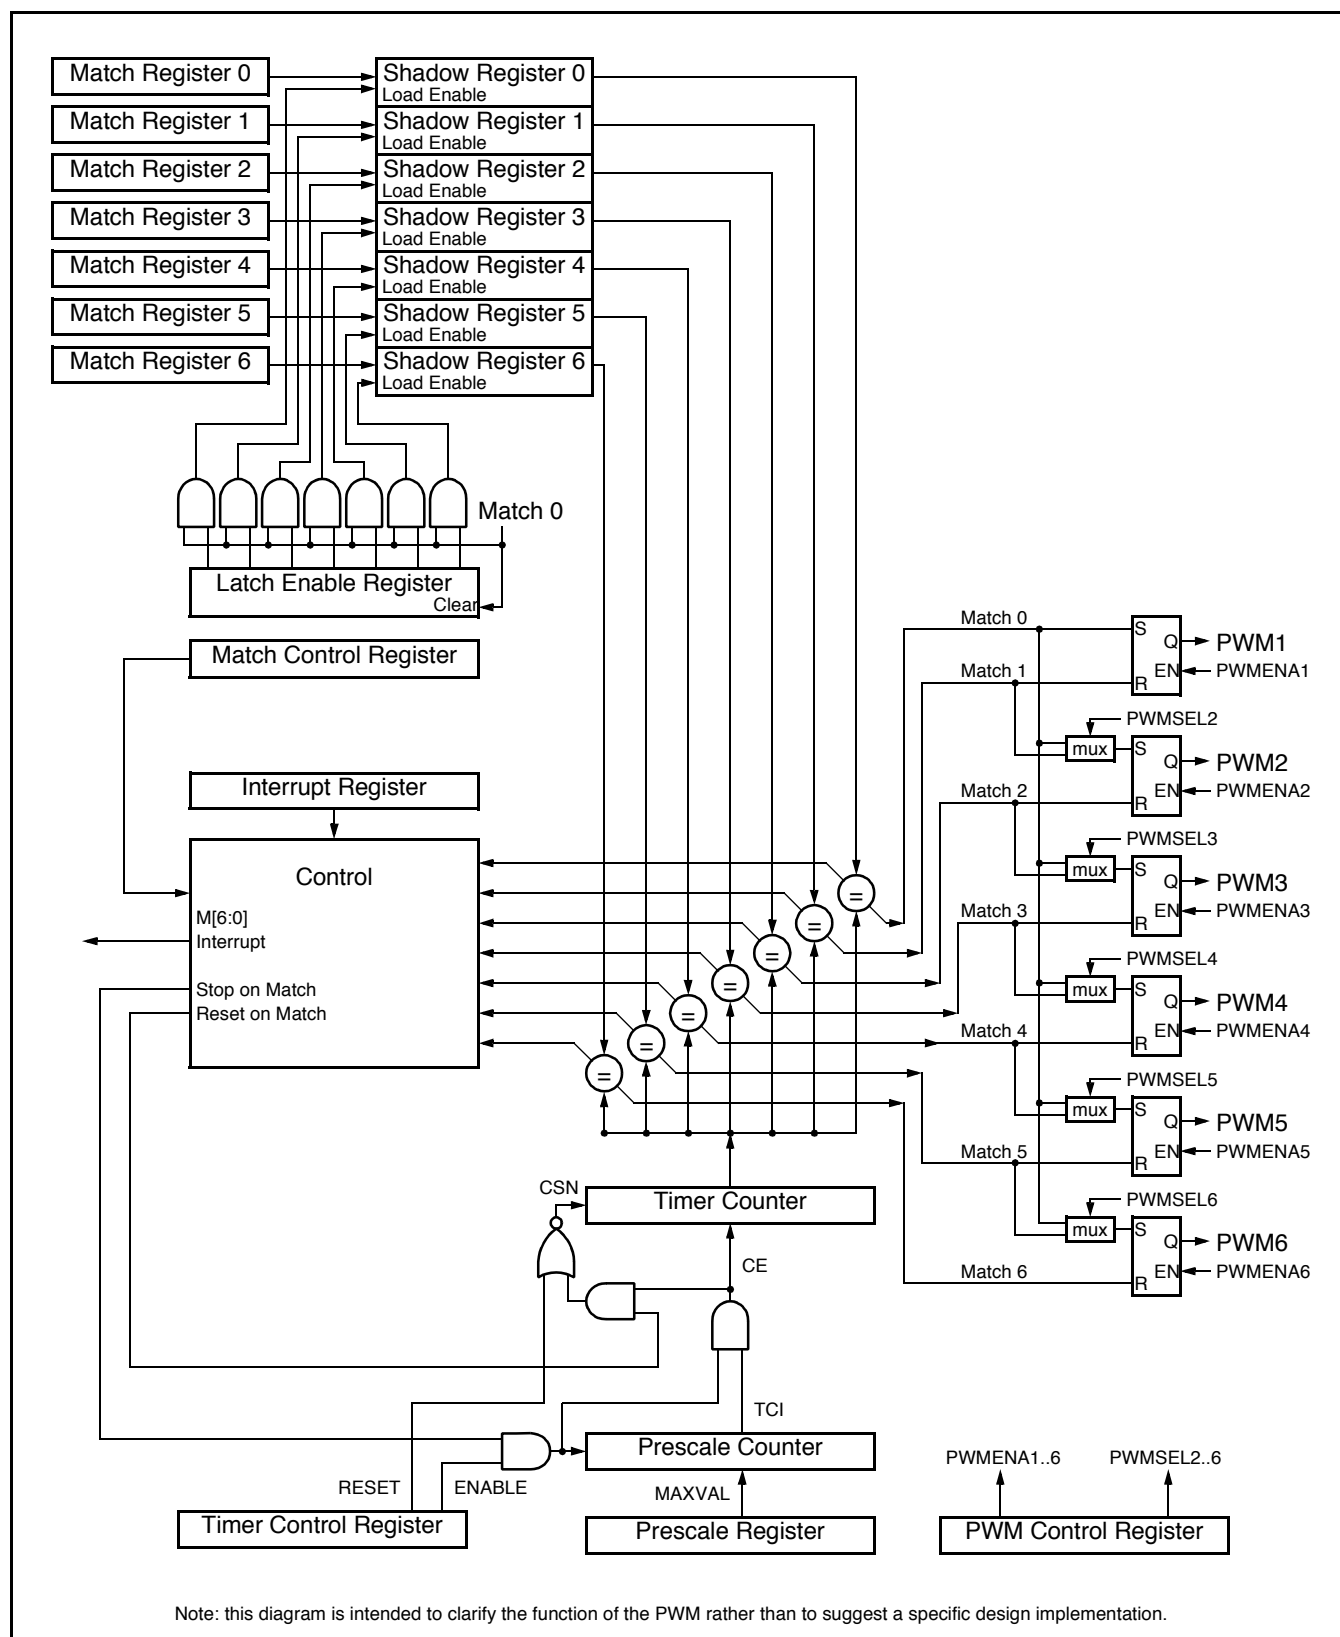 Match Register 0
Shadow Register 0
Load Enable
Match Register 1
Shadow Register 1
Load Enable
Match Register 2
Shadow Register 2
Load Enable
Match Register 3
Shadow Register 3
Load Enable
Match Register 4
Shadow Register 4
Load Enable
Match Register 5
Shadow Register 5
Load Enable
Match Register 6
Shadow Register 6
Load Enable
Match 0
Latch Enable Register
Clear
Match Control Register
Interrupt Register
Control
M[6:0]
Interrupt
Stop on Match
Reset on Match
=
=
=
=
=
=
=
Match 0
S
Q
PWM1
EN
PWMENA1
Match 1
R
PWMSEL2
mux
S
Q
PWM2
EN
PWMENA2
Match 2
R
PWMSEL3
mux
S
Q
PWM3
EN
PWMENA3
Match 3
R
PWMSEL4
mux
S
Q
PWM4
EN
PWMENA4
Match 4
R
PWMSEL5
mux
S
Q
PWM5
EN
PWMENA5
Match 5
R
PWMSEL6
mux
S
Q
PWM6
EN
PWMENA6
Match 6
R
CSN
Timer Counter
CE
TCI
Prescale Counter
RESET
ENABLE
MAXVAL
Timer Control Register
Prescale Register
PWMENA1..6
PWMSEL2..6
PWM Control Register
Note: this diagram is intended to clarify the function of the PWM rather than to suggest a specific design implementation.